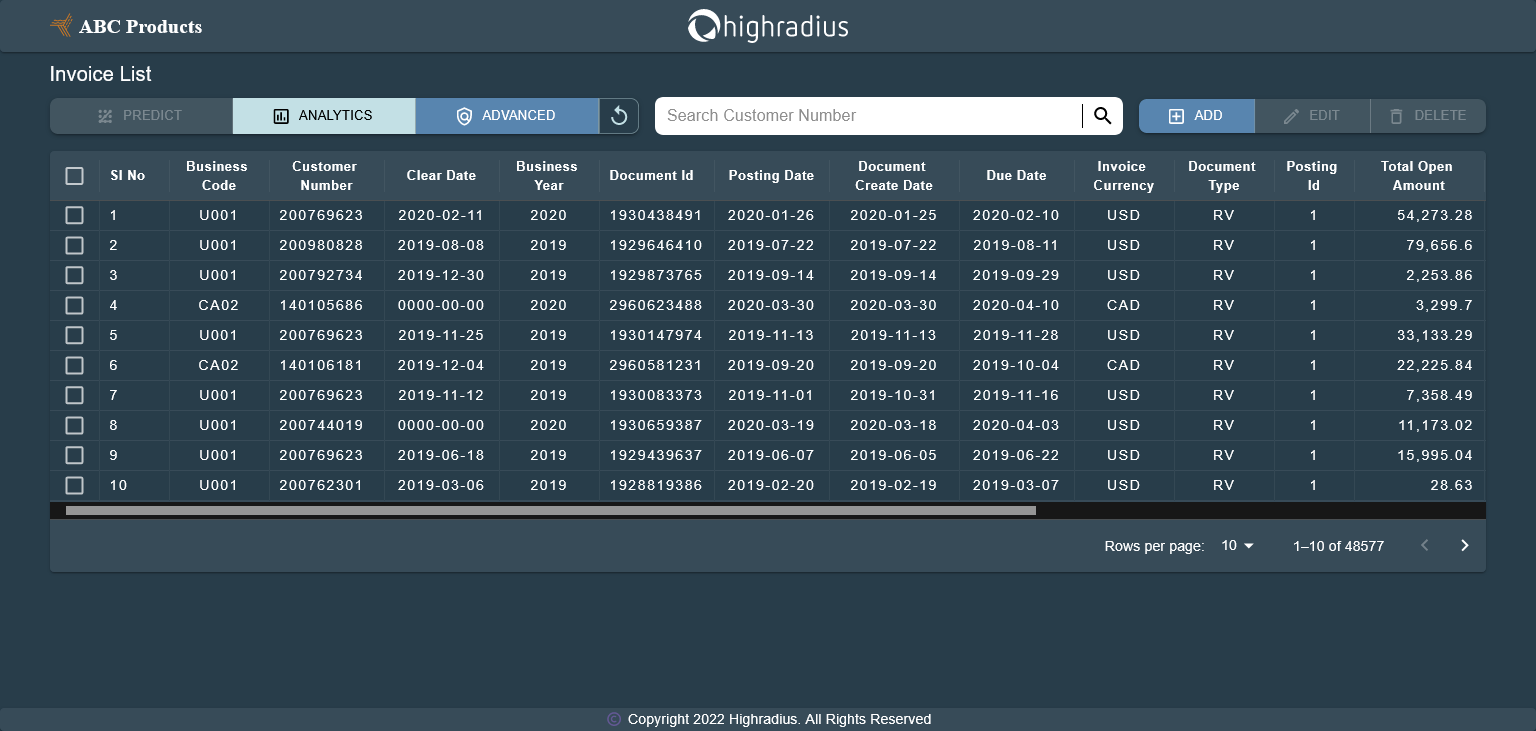 ABC Products
highradius
Invoice List
PREDICT ANALYTICS ADVANCED Search Customer Number ADD EDIT DELETE
Sl No Business Code Customer Number Clear Date Business Year Document Id Posting Date Document Create Date Due Date Invoice Currency Document Type Posting Id Total Open Amount
1 U001 200769623 2020-02-11 2020 1930438491 2020-01-26 2020-01-25 2020-02-10 USD RV 1 54,273.28
2 U001 200980828 2019-08-08 2019 1929646410 2019-07-22 2019-07-22 2019-08-11 USD RV 1 79,656.6
3 U001 200792734 2019-12-30 2019 1929873765 2019-09-14 2019-09-14 2019-09-29 USD RV 1 2,253.86
4 CA02 140105686 0000-00-00 2020 2960623488 2020-03-30 2020-03-30 2020-04-10 CAD RV 1 3,299.7
5 U001 200769623 2019-11-25 2019 1930147974 2019-11-13 2019-11-13 2019-11-28 USD RV 1 33,133.29
6 CA02 140106181 2019-12-04 2019 2960581231 2019-09-20 2019-09-20 2019-10-04 CAD RV 1 22,225.84
7 U001 200769623 2019-11-12 2019 1930083373 2019-11-01 2019-10-31 2019-11-16 USD RV 1 7,358.49
8 U001 200744019 0000-00-00 2020 1930659387 2020-03-19 2020-03-18 2020-04-03 USD RV 1 11,173.02
9 U001 200769623 2019-06-18 2019 1929439637 2019-06-07 2019-06-05 2019-06-22 USD RV 1 15,995.04
10 U001 200762301 2019-03-06 2019 1928819386 2019-02-20 2019-02-19 2019-03-07 USD RV 1 28.63
Rows per page: 10 1–10 of 48577
© Copyright 2022 Highradius. All Rights Reserved